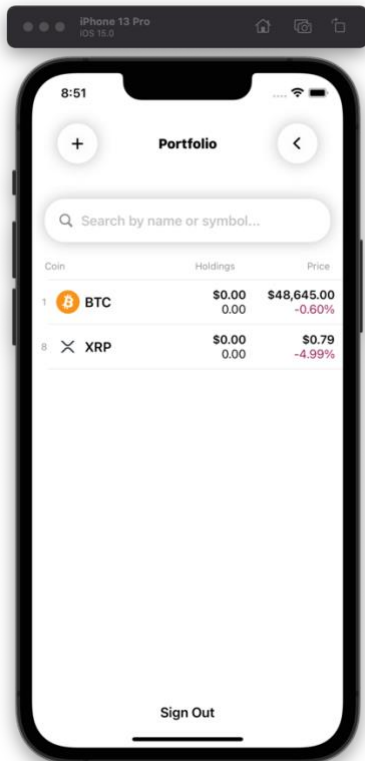 iPhone 13 Pro
iOS 15.0
8:51
+ Portfolio <
Search by name or symbol...
Coin Holdings Price
1 BTC $0.00 $48,645.00
0.00 -0.60%
8 XRP $0.00 $0.79
0.00 -4.99%
Sign Out